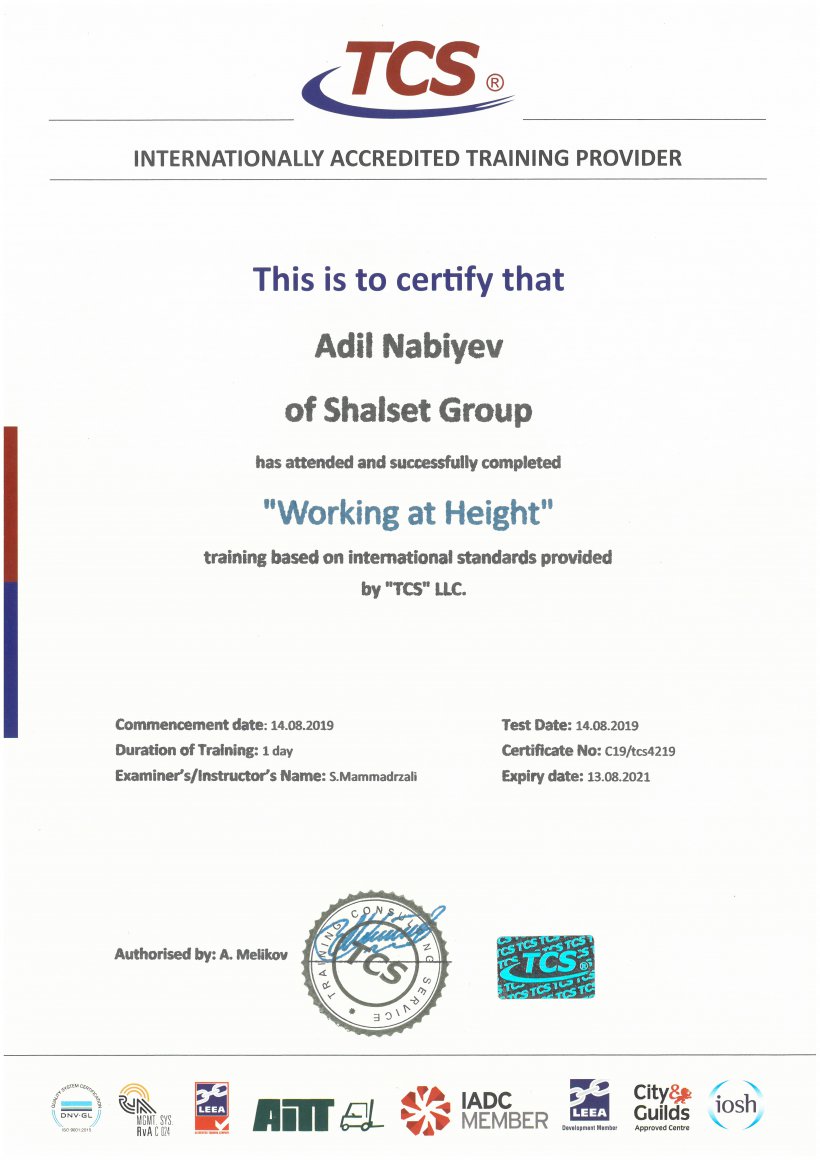 TCS ®
INTERNATIONALLY ACCREDITED TRAINING PROVIDER
This is to certify that
Adil Nabiyev
of Shalset Group
has attended and successfully completed
"Working at Height"
training based on international standards provided
by "TCS" LLC.
Commencement date: 14.08.2019
Duration of Training: 1 day
Examiner's/Instructor's Name: S.Mammadrzali
Test Date: 14.08.2019
Certificate No: C19/tcs4219
Expiry date: 13.08.2021
Authorised by: A. Melikov
TRAINING CONSULTING SERVICE
TCS
TCS ®
QUALITY SYSTEM CERTIFICATION
DNV·GL
ISO 9001:2015
RvA
MGMT. SYS.
RvA C 024
LEEA
AiTT
IADC
MEMBER
LEEA
Development Member
City&
Guilds
Approved Centre
iosh